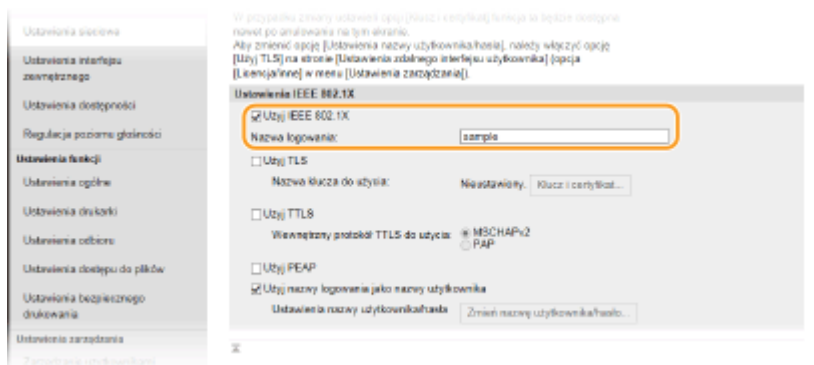 W przypadku zmiany ustawień opcji [Klucz i certyfikat] funkcja ta będzie dostępna
nawet po anulowaniu na tym ekranie.
Aby zmienić opcję [Ustawienia nazwy użytkownika/hasła], należy włączyć opcję
[Użyj TLS] na stronie [Ustawienia zdalnego interfejsu użytkownika] (opcja
[Licencja/Inne] w menu [Ustawienia zarządzania]).
Ustawienia sieciowe
Ustawienia interfejsu
zewnętrznego
Ustawienia dostępności
Regulacja poziomu głośności
Ustawienia funkcji
Ustawienia ogólne
Ustawienia drukarki
Ustawienia odbioru
Ustawienia dostępu do plików
Ustawienia bezpiecznego
drukowania
Ustawienia zarządzania
Zarządzanie użytkownikami
Ustawienia IEEE 802.1X
Użyj IEEE 802.1X
Nazwa logowania: sample
Użyj TLS
Nazwa klucza do użycia: Nieustawiony. Klucz i certyfikat...
Użyj TTLS
Wewnętrzny protokół TTLS do użycia: MSCHAPv2
PAP
Użyj PEAP
Użyj nazwy logowania jako nazwy użytkownika
Ustawienia nazwy użytkownika/hasła Zmień nazwę użytkownika/hasło...